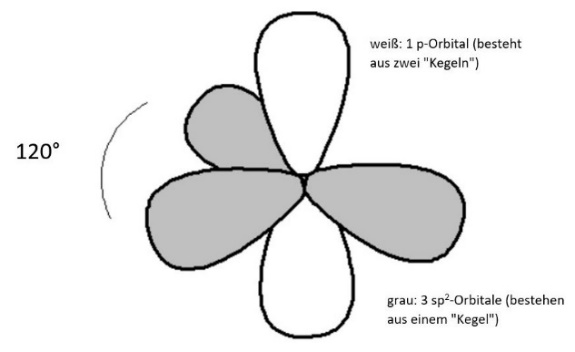 weiß: 1 p-Orbital (besteht
aus zwei "Kegeln")
120°
grau: 3 sp²-Orbitale (bestehen
aus einem "Kegel")